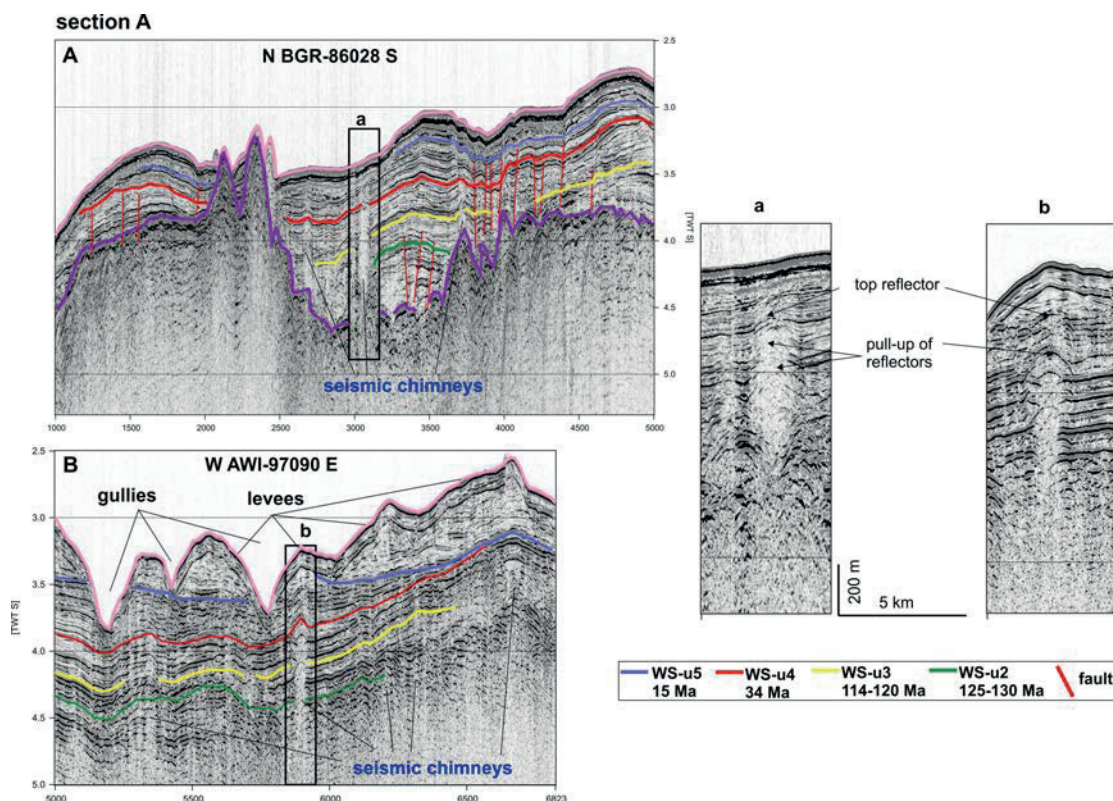 section A
A
N BGR-86028 S
2.5
3.0
3.5
4.0
4.5
5.0
[TWT S]
a
seismic chimneys
1000
1500
2000
2500
3000
3500
4000
4500
5000
B
W AWI-97090 E
2.5
3.0
3.5
4.0
4.5
5.0
[TWT S]
gullies
levees
b
seismic chimneys
5000
5500
6000
6500
6823
a
b
top reflector
pull-up of
reflectors
200 m
5 km
WS-u5
15 Ma
WS-u4
34 Ma
WS-u3
114-120 Ma
WS-u2
125-130 Ma
fault